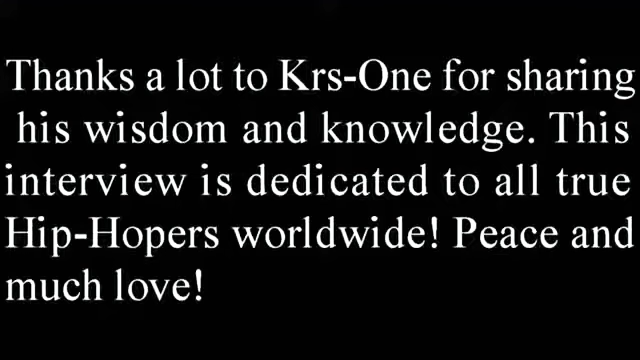 Thanks a lot to Krs-One for sharing
his wisdom and knowledge. This
interview is dedicated to all true
Hip-Hopers worldwide! Peace and
much love!